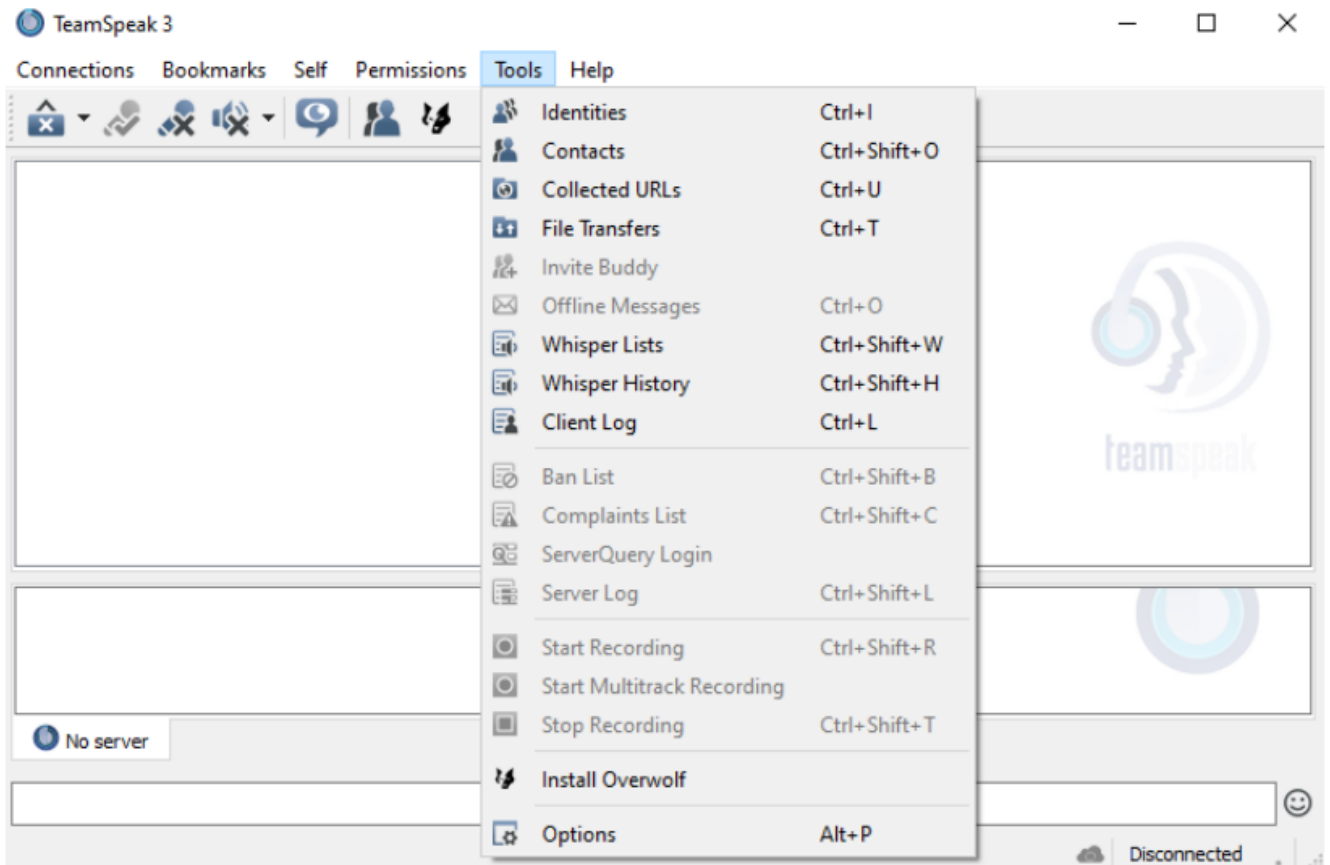 TeamSpeak 3
Connections Bookmarks Self Permissions Tools Help
Identities Ctrl+I
Contacts Ctrl+Shift+O
Collected URLs Ctrl+U
File Transfers Ctrl+T
Invite Buddy
Offline Messages Ctrl+O
Whisper Lists Ctrl+Shift+W
Whisper History Ctrl+Shift+H
Client Log Ctrl+L
teamspeak
Ban List Ctrl+Shift+B
Complaints List Ctrl+Shift+C
ServerQuery Login
Server Log Ctrl+Shift+L
Start Recording Ctrl+Shift+R
Start Multitrack Recording
Stop Recording Ctrl+Shift+T
No server
Install Overwolf
Options Alt+P
Disconnected